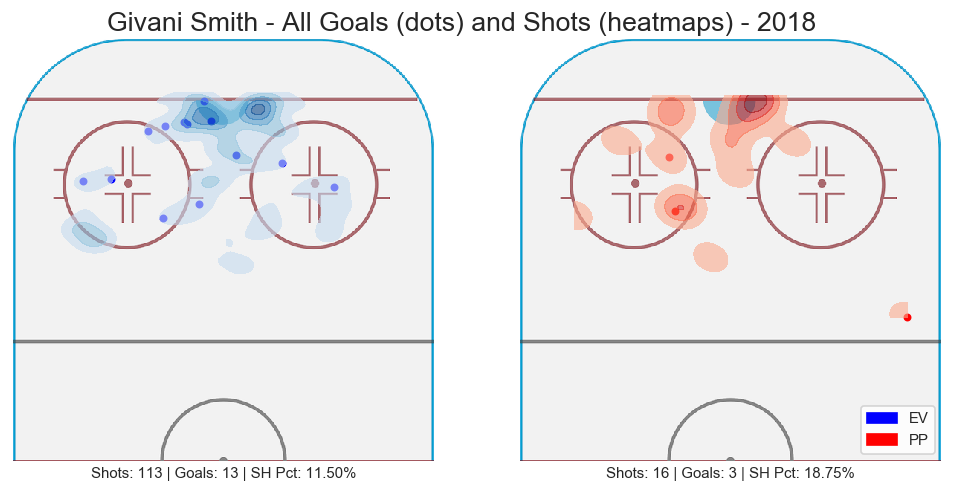 Givani Smith - All Goals (dots) and Shots (heatmaps) - 2018
EV
PP
Shots: 113 | Goals: 13 | SH Pct: 11.50%
Shots: 16 | Goals: 3 | SH Pct: 18.75%